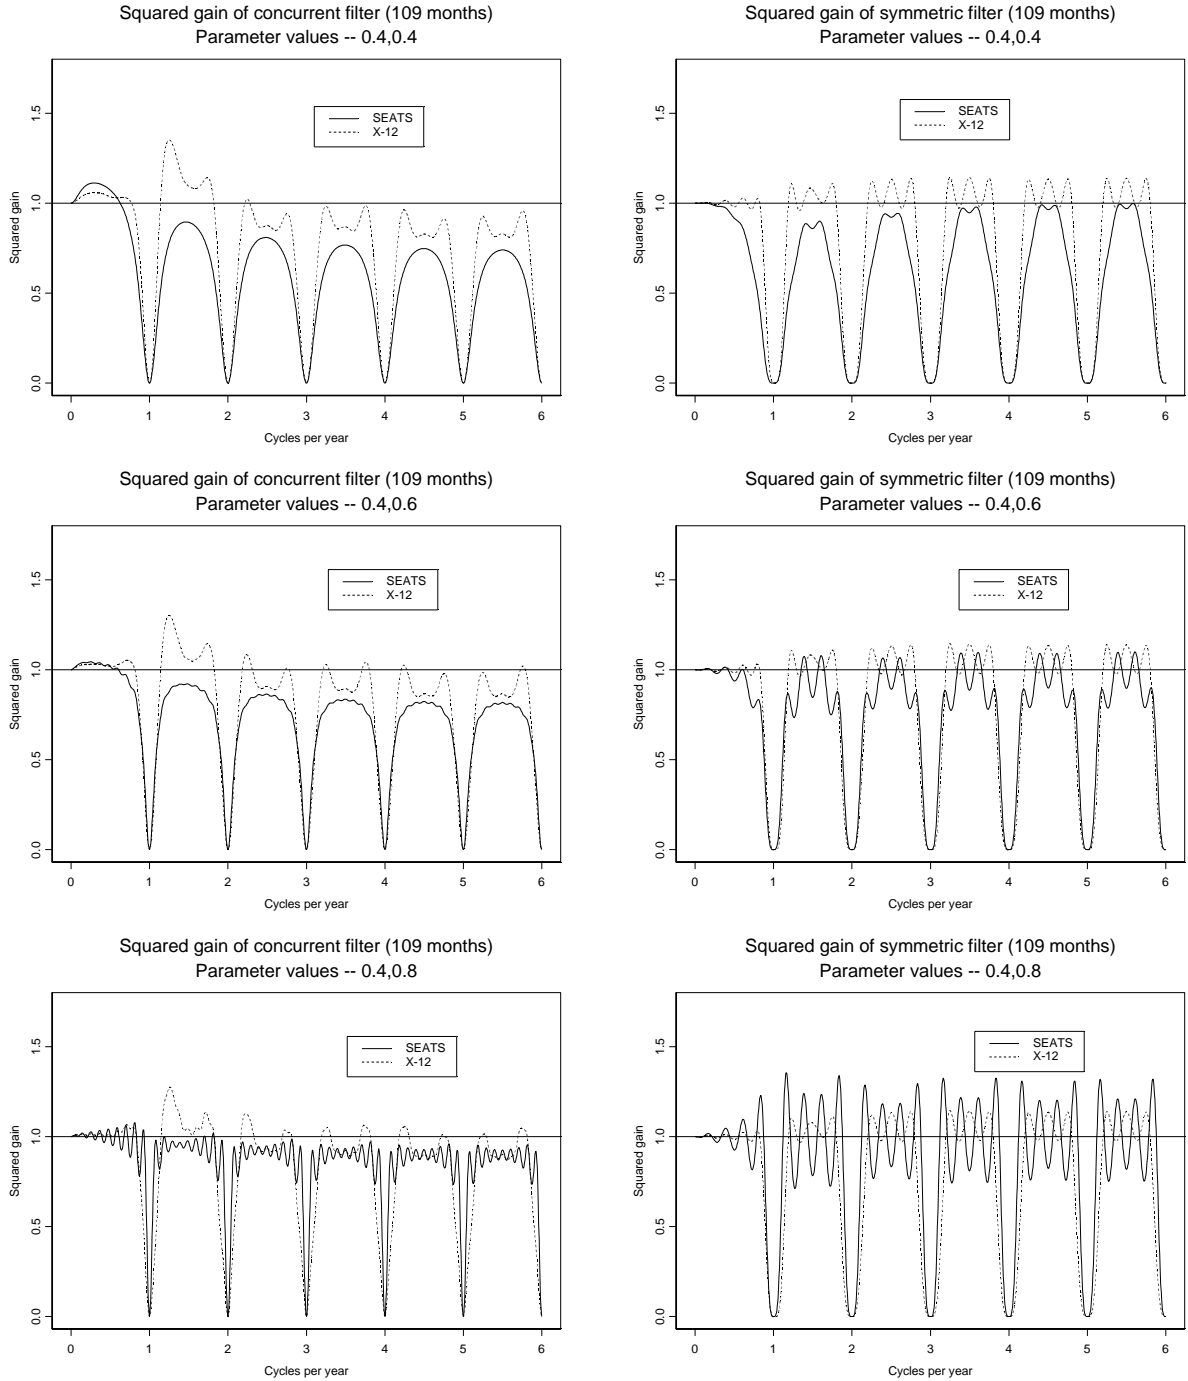 Squared gain of concurrent filter (109 months)
Parameter values -- 0.4,0.4
Squared gain
0.0
0.5
1.0
1.5
SEATS
X-12
0 1 2 3 4 5 6
Cycles per year
Squared gain of symmetric filter (109 months)
Parameter values -- 0.4,0.4
Squared gain
0.0
0.5
1.0
1.5
SEATS
X-12
0 1 2 3 4 5 6
Cycles per year
Squared gain of concurrent filter (109 months)
Parameter values -- 0.4,0.6
Squared gain
0.0
0.5
1.0
1.5
SEATS
X-12
0 1 2 3 4 5 6
Cycles per year
Squared gain of symmetric filter (109 months)
Parameter values -- 0.4,0.6
Squared gain
0.0
0.5
1.0
1.5
SEATS
X-12
0 1 2 3 4 5 6
Cycles per year
Squared gain of concurrent filter (109 months)
Parameter values -- 0.4,0.8
Squared gain
0.0
0.5
1.0
1.5
SEATS
X-12
0 1 2 3 4 5 6
Cycles per year
Squared gain of symmetric filter (109 months)
Parameter values -- 0.4,0.8
Squared gain
0.0
0.5
1.0
1.5
SEATS
X-12
0 1 2 3 4 5 6
Cycles per year